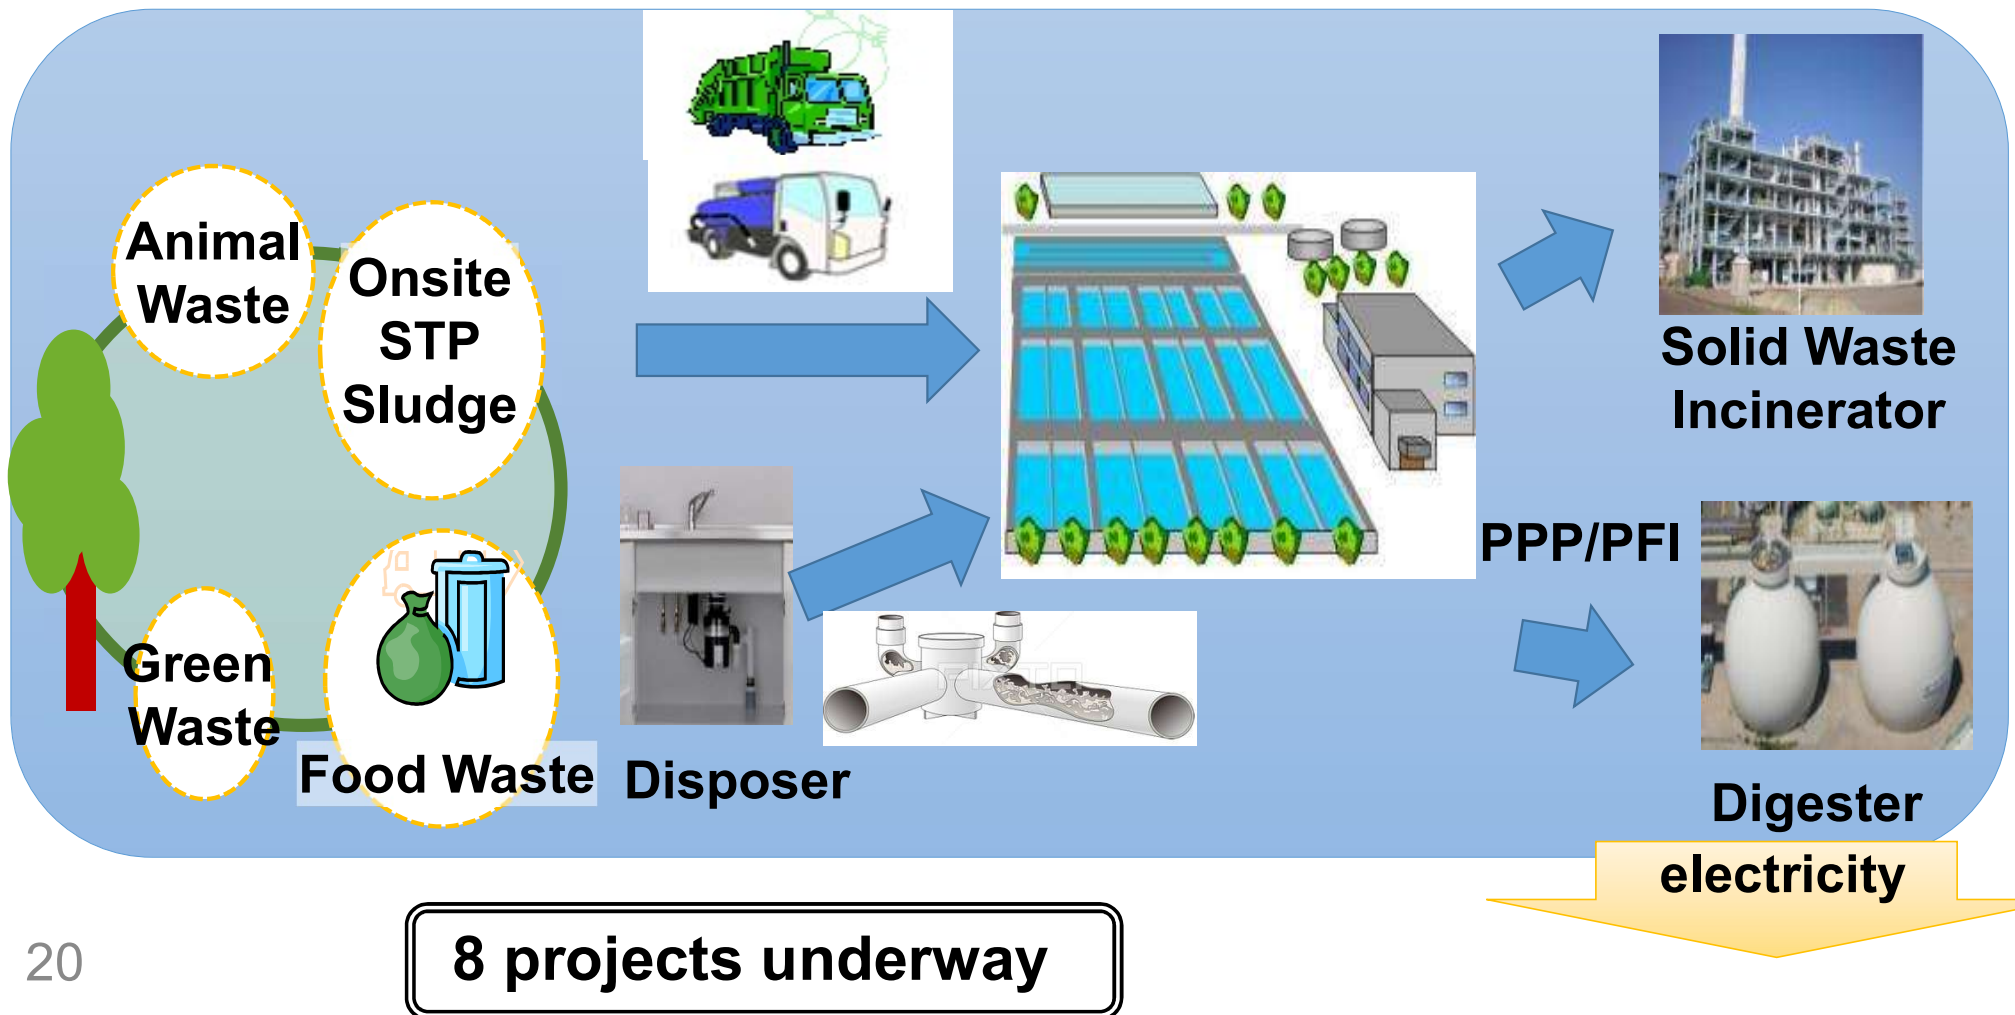 Animal
Waste
Onsite
STP
Sludge
Green
Waste
Food Waste
Disposer
Solid Waste
Incinerator
PPP/PFI
Digester
electricity
8 projects underway
20